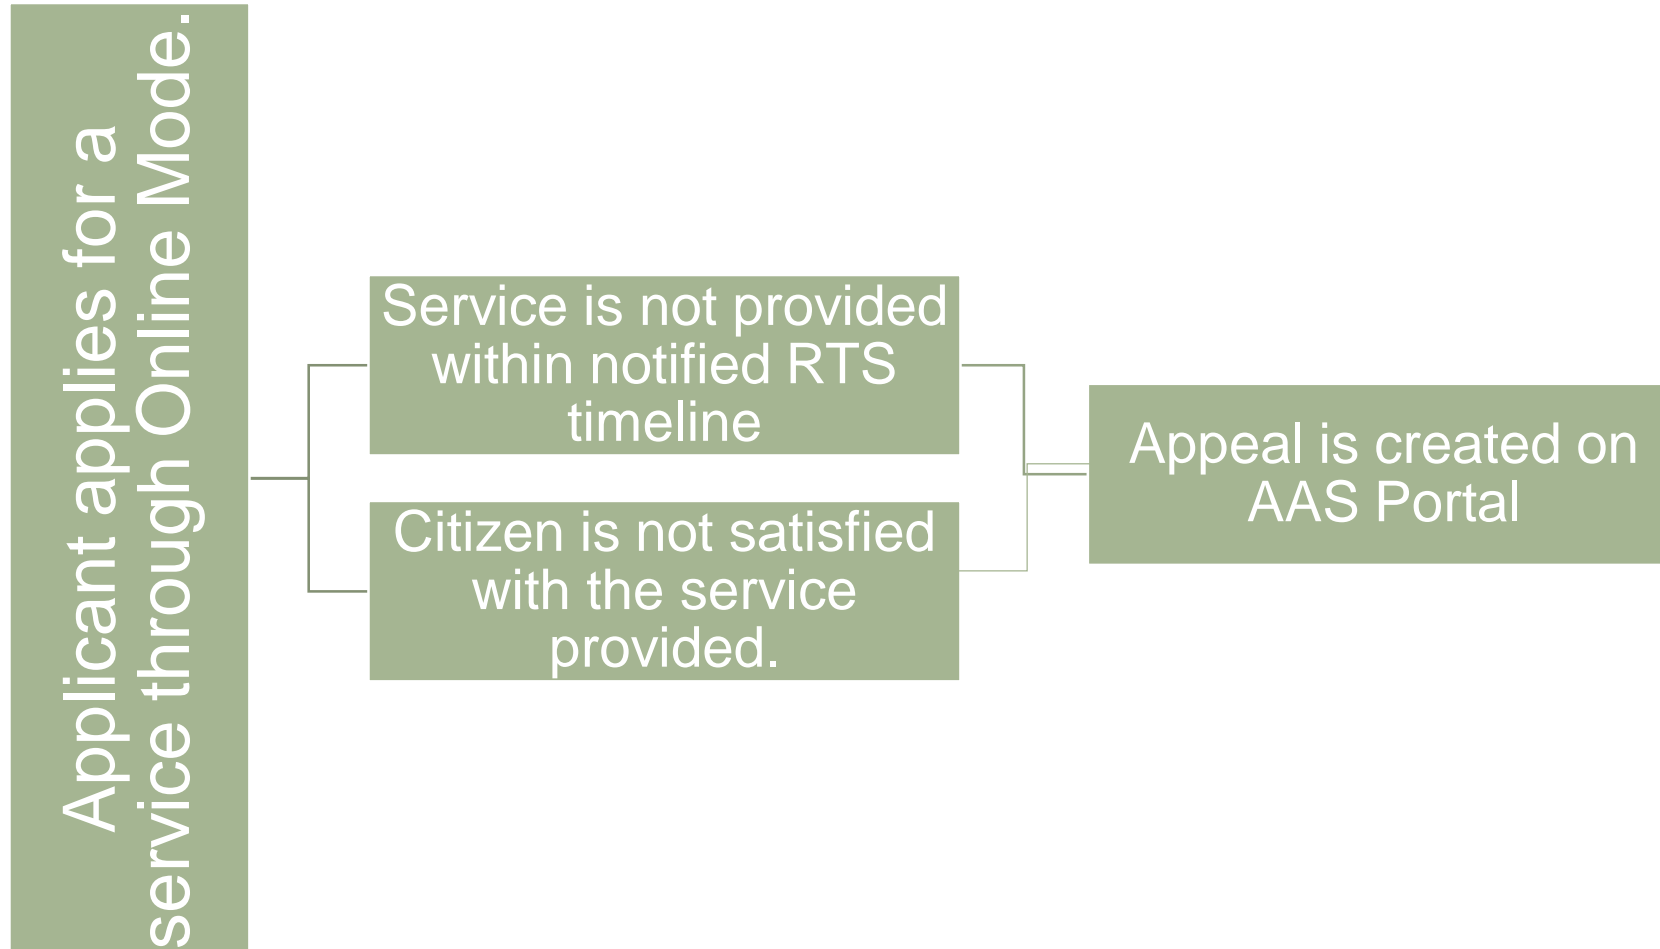 Applicant applies for a
service through Online Mode.
Service is not provided
within notified RTS
timeline
Citizen is not satisfied
with the service
provided.
Appeal is created on
AAS Portal